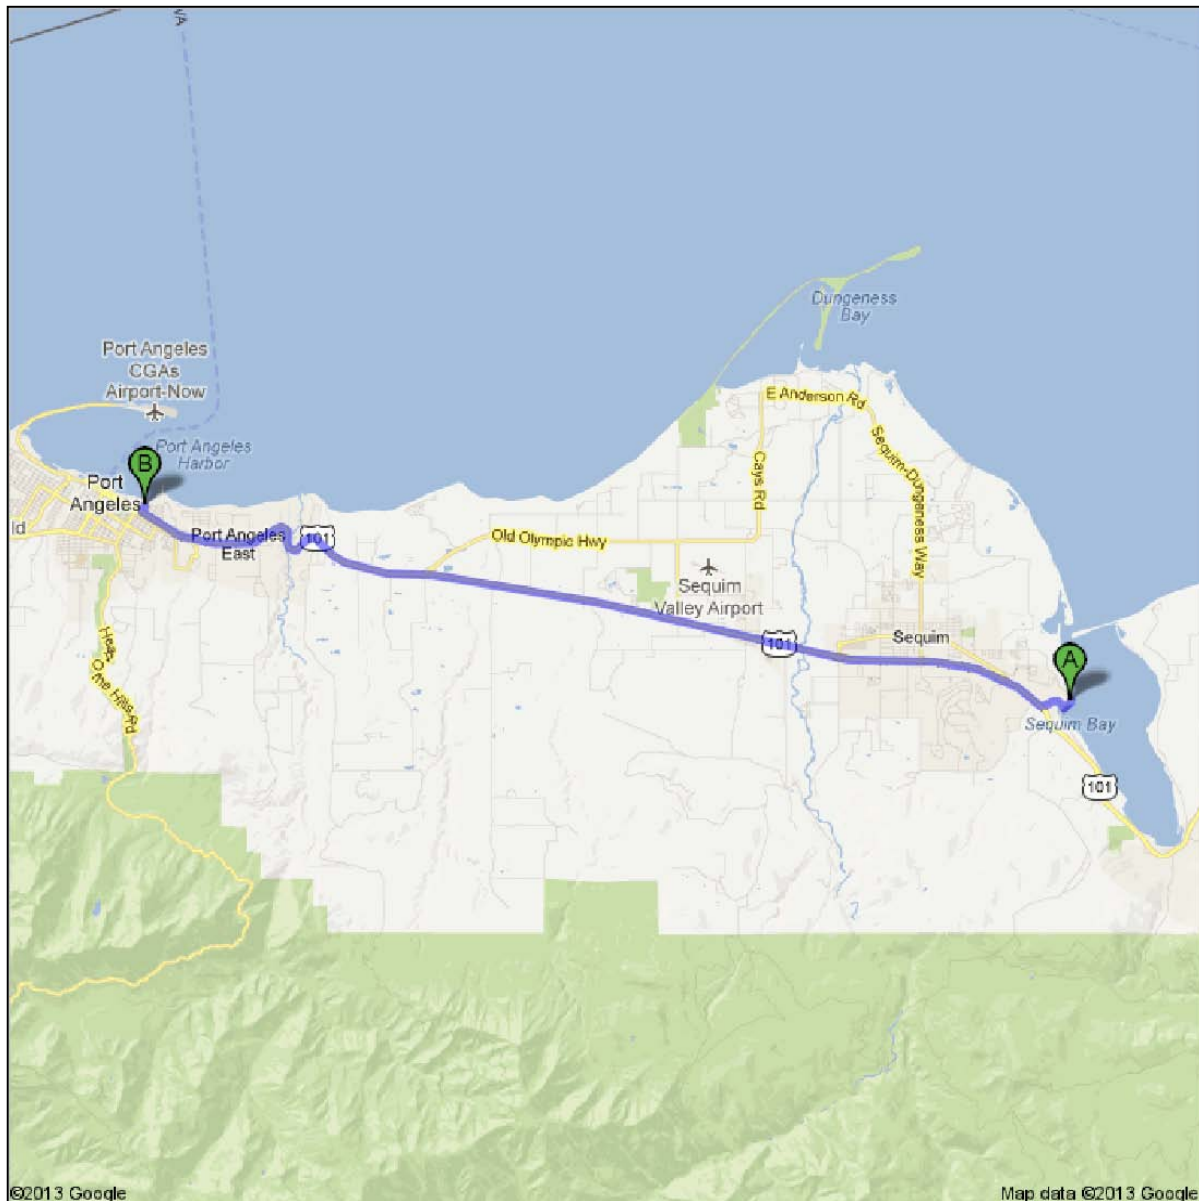 VA
Dungeness
Bay
Port Angeles
CGAs
Airport-Now
E Anderson Rd
Port Angeles
Harbor
B
Cays Rd
Sequim-Dungeness Way
Port
Angeles
ld
Port Angeles
East
101
Old Olympic Hwy
Sequim
Valley Airport
101
Sequim
A
Hills Rd
Sequim Bay
101
©2013 Google
Map data ©2013 Google